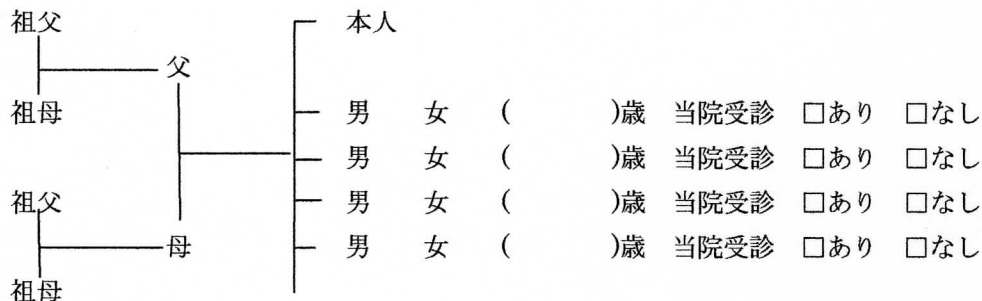 祖父 本人
父
祖母 男 女 ( )歳 当院受診 □あり □なし
男 女 ( )歳 当院受診 □あり □なし
祖父 男 女 ( )歳 当院受診 □あり □なし
母 男 女 ( )歳 当院受診 □あり □なし
祖母